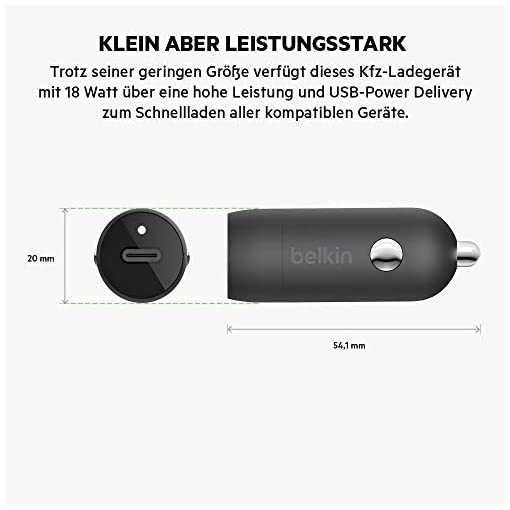 KLEIN ABER LEISTUNGSSTARK
Trotz seiner geringen Größe verfügt dieses Kfz-Ladegerät
mit 18 Watt über eine hohe Leistung und USB-Power Delivery
zum Schnellladen aller kompatiblen Geräte.
20 mm
belkin
54,1 mm